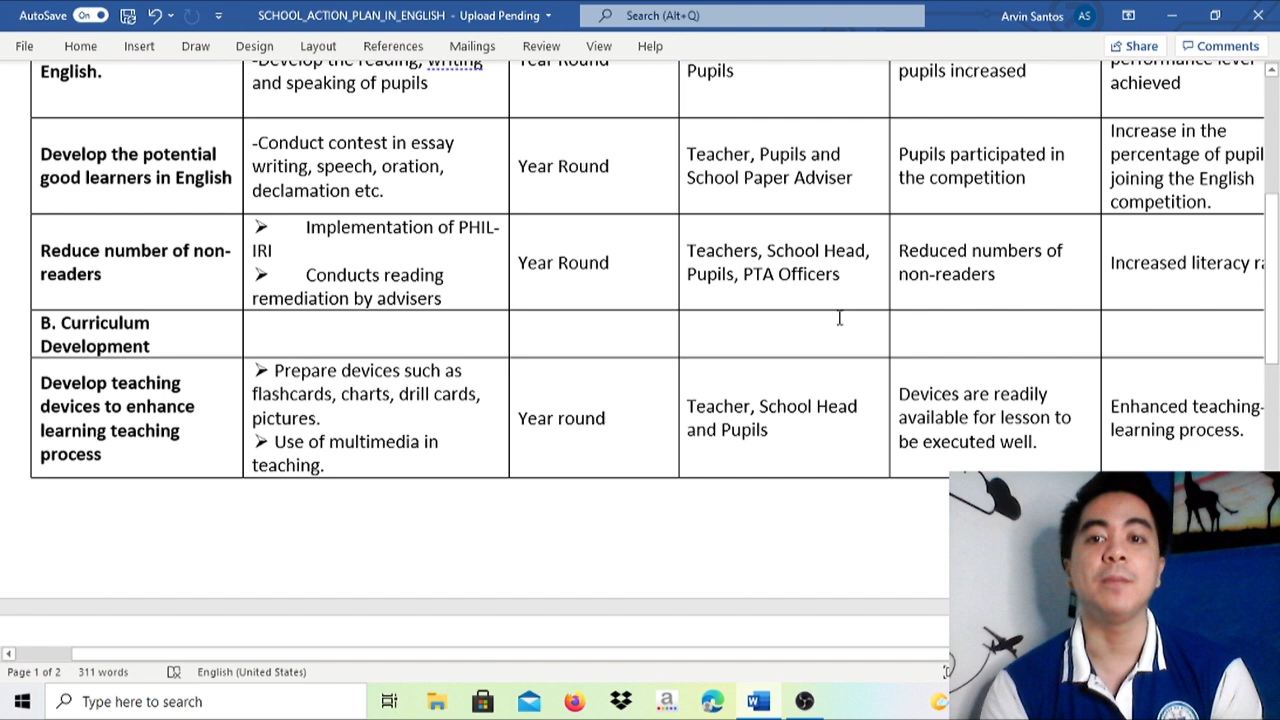 AutoSave On
SCHOOL_ACTION_PLAN_IN_ENGLISH - Upload Pending
Search (Alt+Q)
Arvin Santos AS
File Home Insert Draw Design Layout References Mailings Review View Help
Share Comments
English.
-Develop the reading, writing
and speaking of pupils
Year Round
Pupils
pupils increased
performance level
achieved
Develop the potential
good learners in English
-Conduct contest in essay
writing, speech, oration,
declamation etc.
Year Round
Teacher, Pupils and
School Paper Adviser
Pupils participated in
the competition
Increase in the
percentage of pupil
joining the English
competition.
Reduce number of non-
readers
➢ Implementation of PHIL-
IRI
➢ Conducts reading
remediation by advisers
Year Round
Teachers, School Head,
Pupils, PTA Officers
Reduced numbers of
non-readers
Increased literacy ra
B. Curriculum
Development
Develop teaching
devices to enhance
learning teaching
process
➢ Prepare devices such as
flashcards, charts, drill cards,
pictures.
➢ Use of multimedia in
teaching.
Year round
Teacher, School Head
and Pupils
Devices are readily
available for lesson to
be executed well.
Enhanced teaching-
learning process.
Page 1 of 2 311 words English (United States)
Type here to search